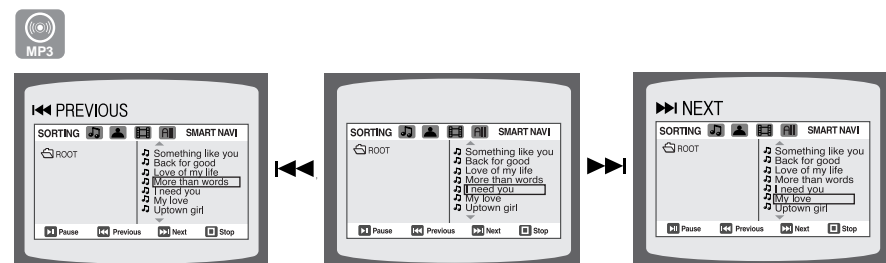 MP3
PREVIOUS
SORTING All SMART NAVI
ROOT
Something like you
Back for good
Love of my life
More than words
I need you
My love
Uptown girl
Pause Previous Next Stop
SORTING All SMART NAVI
ROOT
Something like you
Back for good
Love of my life
More than words
I need you
My love
Uptown girl
Pause Previous Next Stop
NEXT
SORTING All SMART NAVI
ROOT
Something like you
Back for good
Love of my life
More than words
I need you
My love
Uptown girl
Pause Previous Next Stop